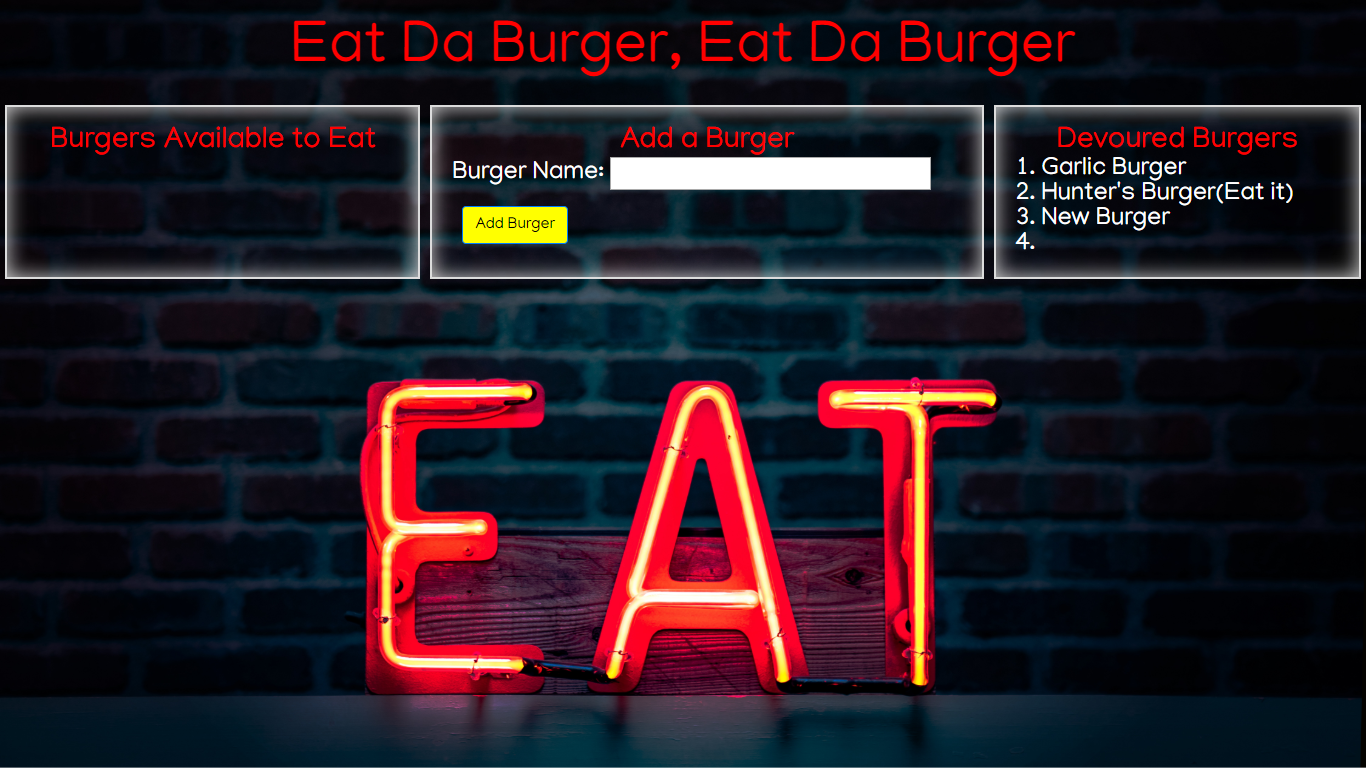 Eat Da Burger, Eat Da Burger
Burgers Available to Eat
Add a Burger
Burger Name:
Add Burger
Devoured Burgers
1. Garlic Burger
2. Hunter's Burger(Eat it)
3. New Burger
4.
EAT